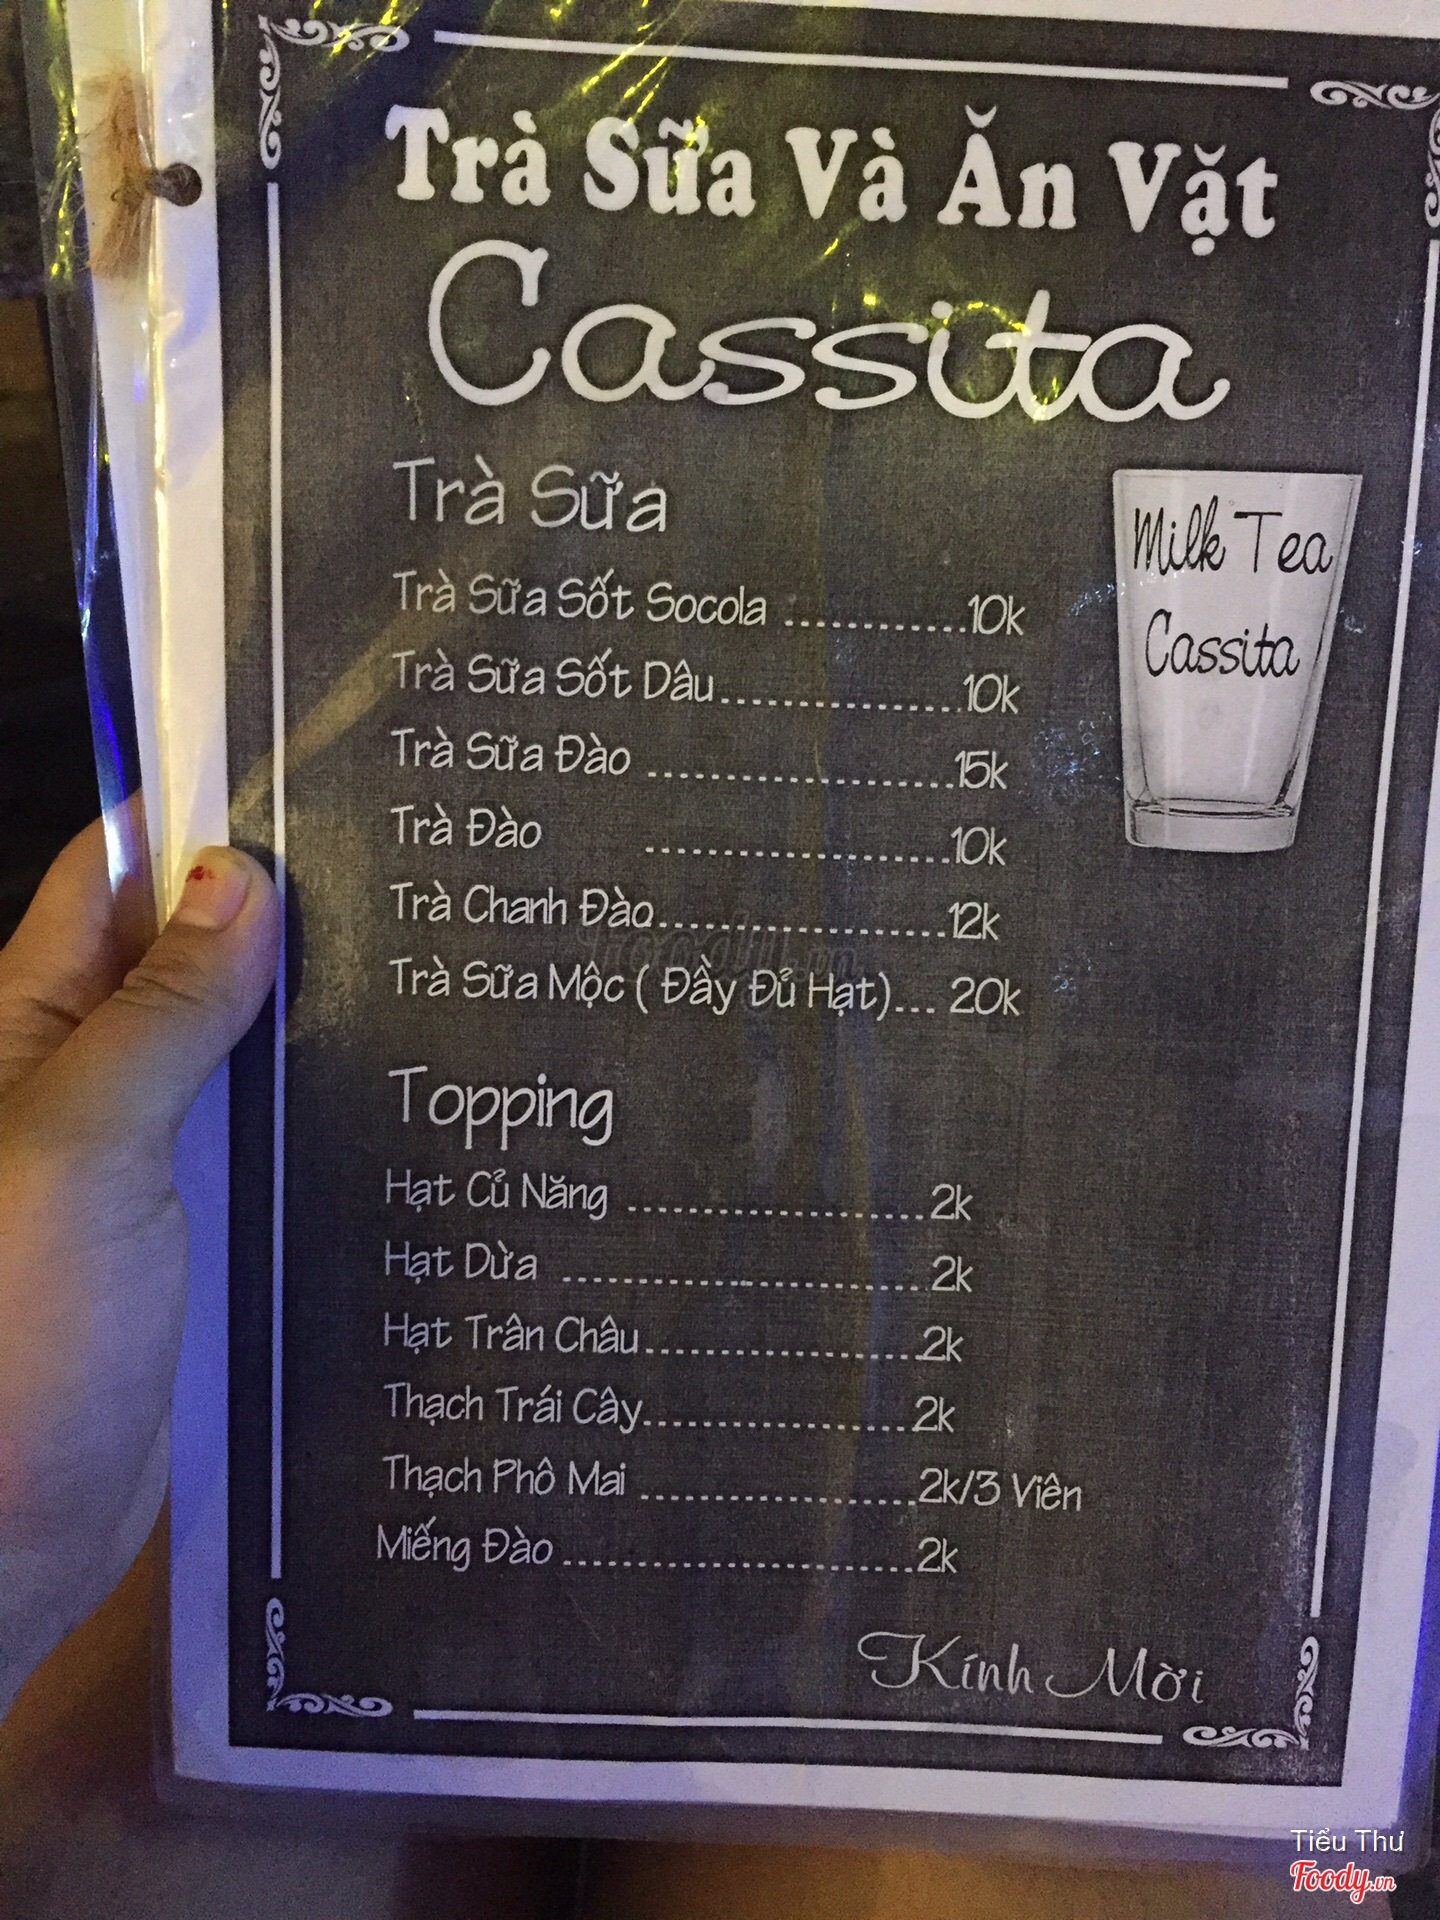 Trà Sữa Và Ăn Vặt
Cassita
Trà Sữa
Milk Tea
Cassita
Trà Sữa Sốt Socola ............10k
Trà Sữa Sốt Dâu................10k
Trà Sữa Đào ....................15k
Trà Đào ....................10k
Trà Chanh Đào...................12k
Trà Sữa Mộc ( Đầy Đủ Hạt)... 20k
Foody.vn
Topping
Hạt Củ Năng ...................2k
Hạt Dừa ........................2k
Hạt Trân Châu..................2k
Thạch Trái Cây..................2k
Thạch Phô Mai ..................2k/3 Viên
Miếng Đào .......................2k
Kính Mời
Tiểu Thư
Foody.vn